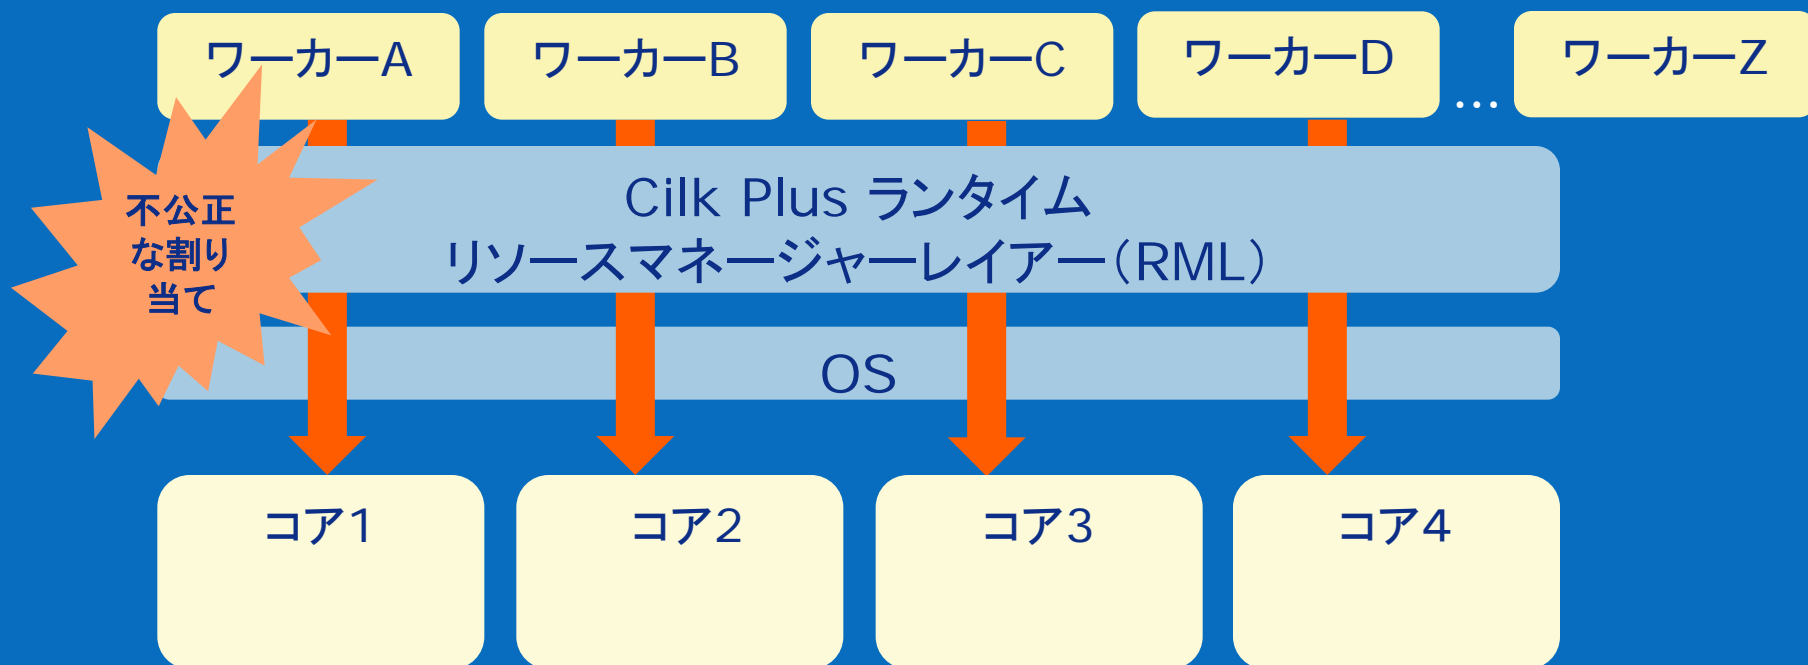 ワーカーA
ワーカーB
ワーカーC
ワーカーD
...
ワーカーZ
不公正
な割り
当て
Cilk Plus ランタイム
リソースマネージャーレイアー(RML)
OS
コア1
コア2
コア3
コア4